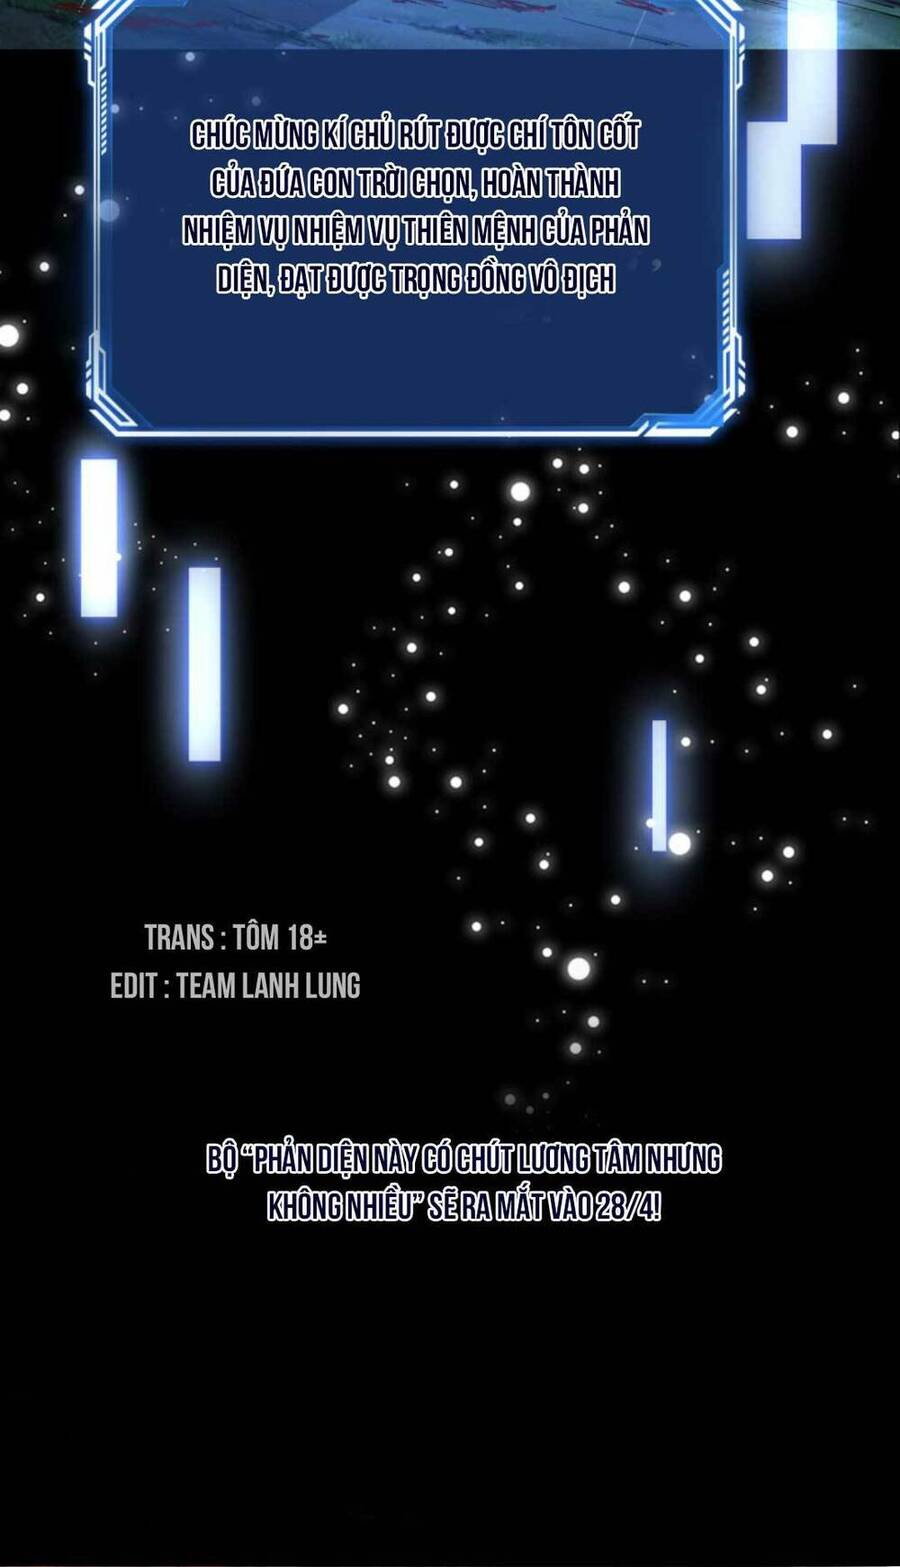 CHÚC MỪNG KÍ CHỦ RÚT ĐƯỢC CHÍ TÔN CỐT
CỦA ĐỨA CON TRỜI CHỌN, HOÀN THÀNH
NHIỆM VỤ NHIỆM VỤ THIÊN MỆNH CỦA PHẢN
DIỆN, ĐẠT ĐƯỢC TRỌNG ĐỒNG VÔ ĐỊCH
TRANS : TÔM 18±
EDIT : TEAM LANH LUNG
BỘ “PHẢN DIỆN NÀY CÓ CHÚT LƯƠNG TÂM NHƯNG
KHÔNG NHIỀU” SẼ RA MẮT VÀO 28/4!